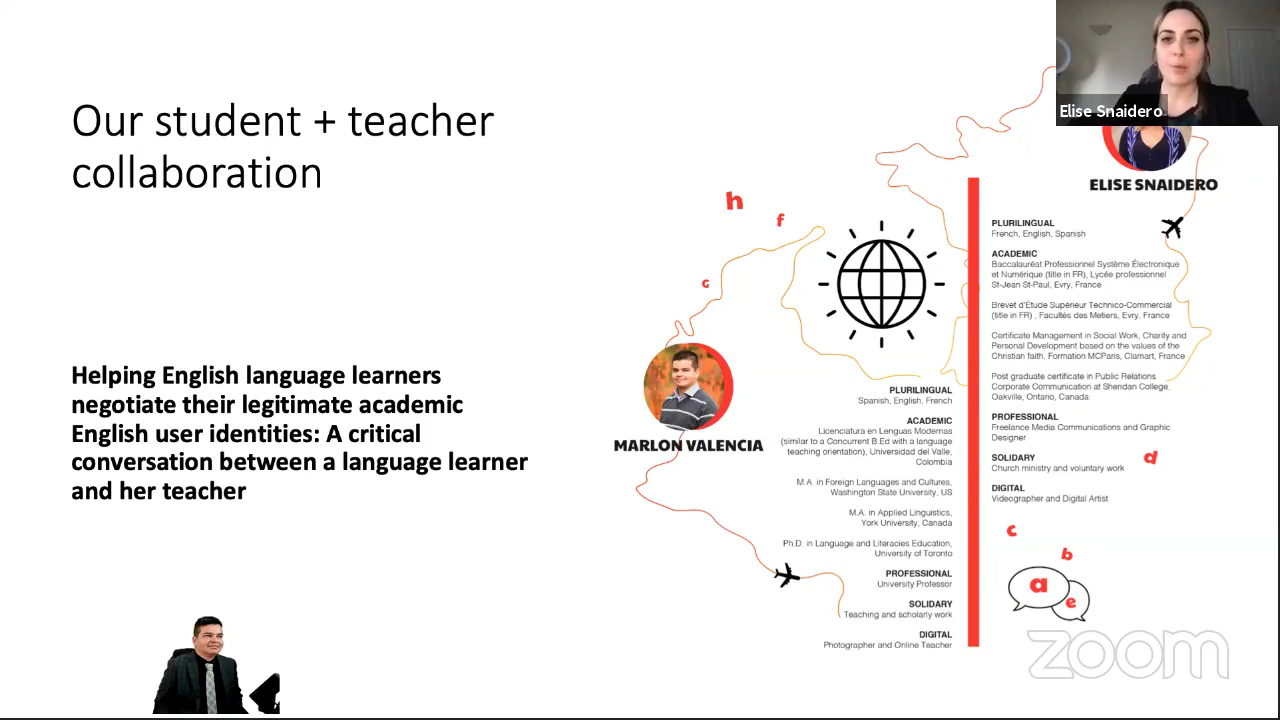 Our student + teacher
collaboration
Helping English language learners
negotiate their legitimate academic
English user identities: A critical
conversation between a language learner
and her teacher
h
f
G
MARLON VALENCIA
PLURILINGUAL
Spanish, English, French
ACADEMIC
Licenciatura en Lenguas Modernas
(similar to a Concurrent B.Ed with a language
teaching orientation), Universidad del Valle,
Colombia
M.A. in Foreign Languages and Cultures,
Washington State University, US
M.A. in Applied Linguistics,
York University, Canada
Ph.D. in Language and Literacies Education,
University of Toronto
PROFESSIONAL
University Professor
SOLIDARY
Teaching and scholarly work
DIGITAL
Photographer and Online Teacher
Elise Snaidero
ELISE SNAIDERO
PLURILINGUAL
French, English, Spanish
ACADEMIC
Baccalauréat Professionnel Système Électronique
et Numérique (title in FR), Lycée professionnel
St-Jean St-Paul, Evry, France
Brevet d'Étude Supérieur Technico-Commercial
(title in FR) , Facultés des Metiers, Evry, France
Certificate Management in Social Work, Charity and
Personal Development based on the values of the
Christian faith, Formation MCParis, Clamart, France
Post graduate certificate in Public Relations
Corporate Communication at Sheridan College,
Oakville, Ontario, Canada.
PROFESSIONAL
Freelance Media Communications and Graphic
Designer
SOLIDARY
Church ministry and voluntary work
d
DIGITAL
Videographer and Digital Artist
c
b
a
e
zoom